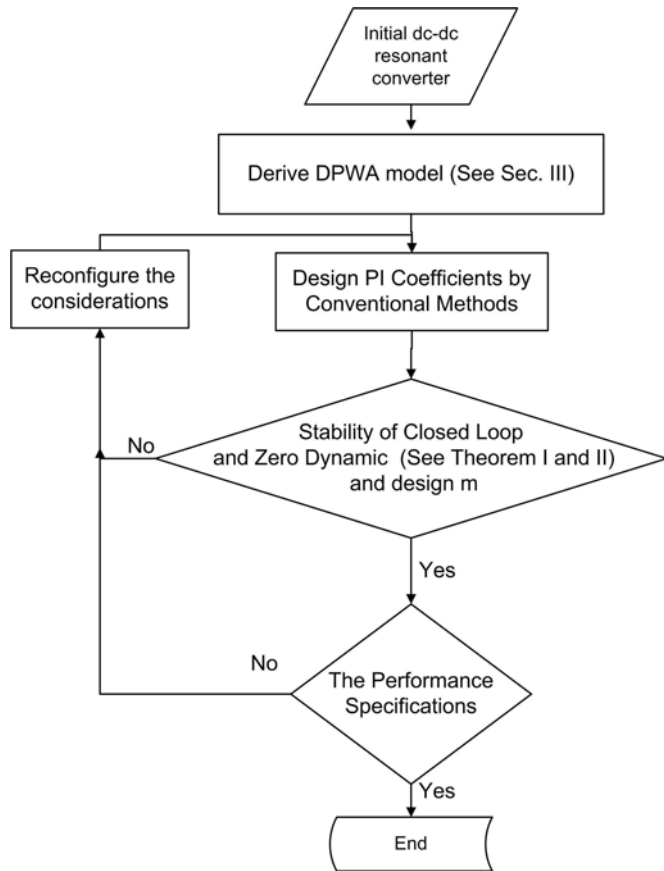 Initial dc-dc
resonant
converter
Derive DPWA model (See Sec. III)
Reconfigure the
considerations
Design PI Coefficients by
Conventional Methods
No
Stability of Closed Loop
and Zero Dynamic (See Theorem I and II)
and design m
Yes
No
The Performance
Specifications
Yes
End